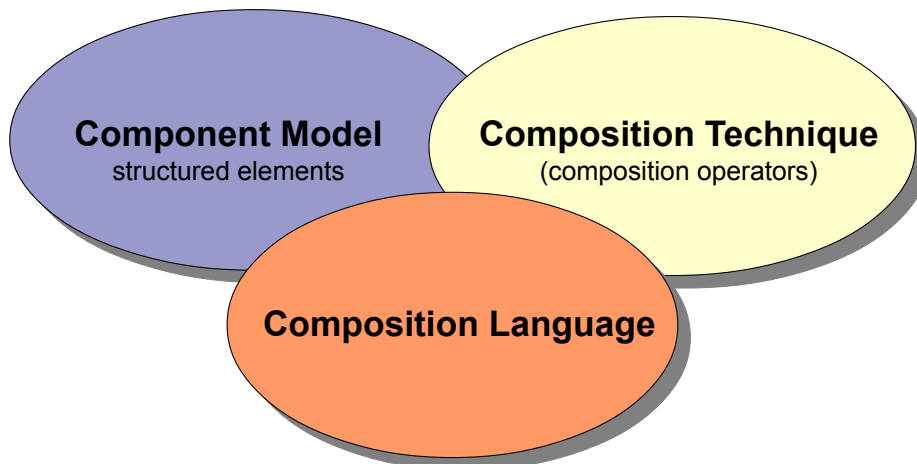 Component Model
structured elements
Composition Technique
(composition operators)
Composition Language